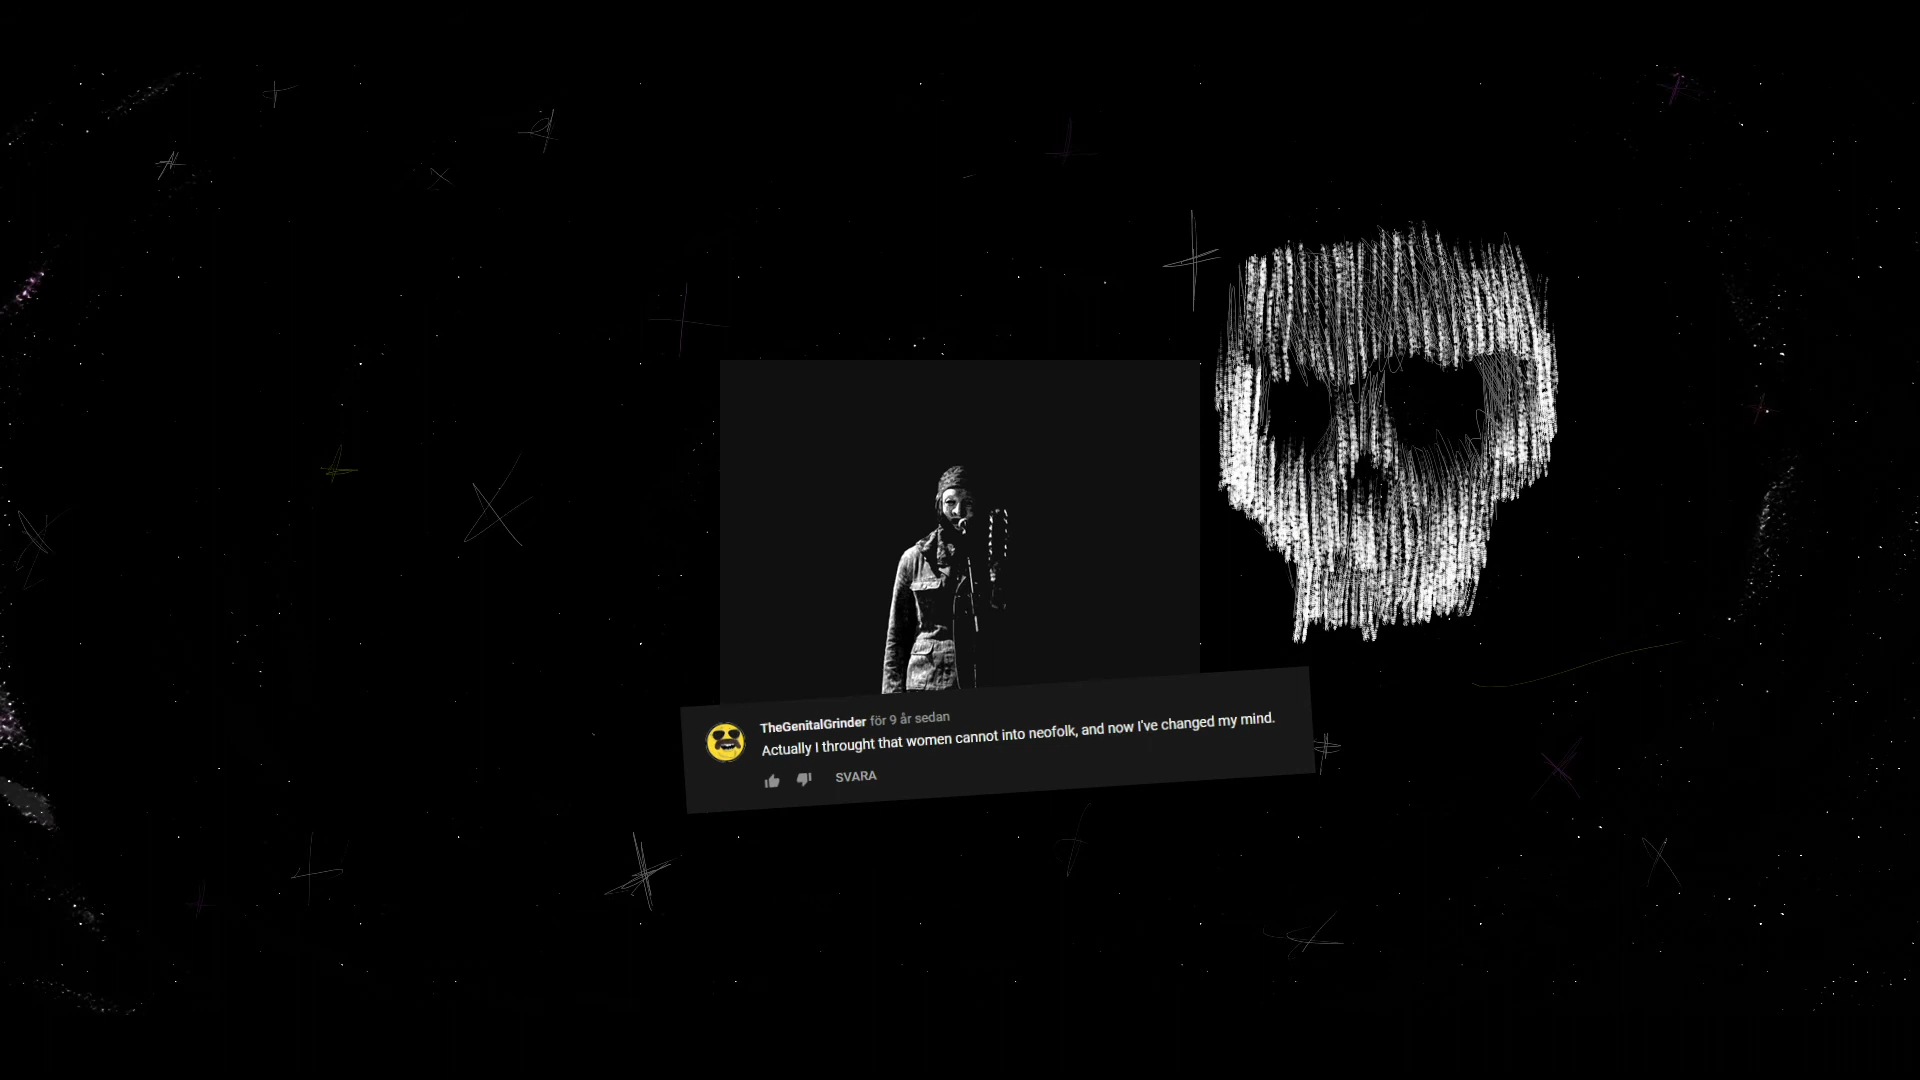 TheGenitalGrinder för 9 år sedan
Actually I throught that women cannot into neofolk, and now I've changed my mind.
SVARA